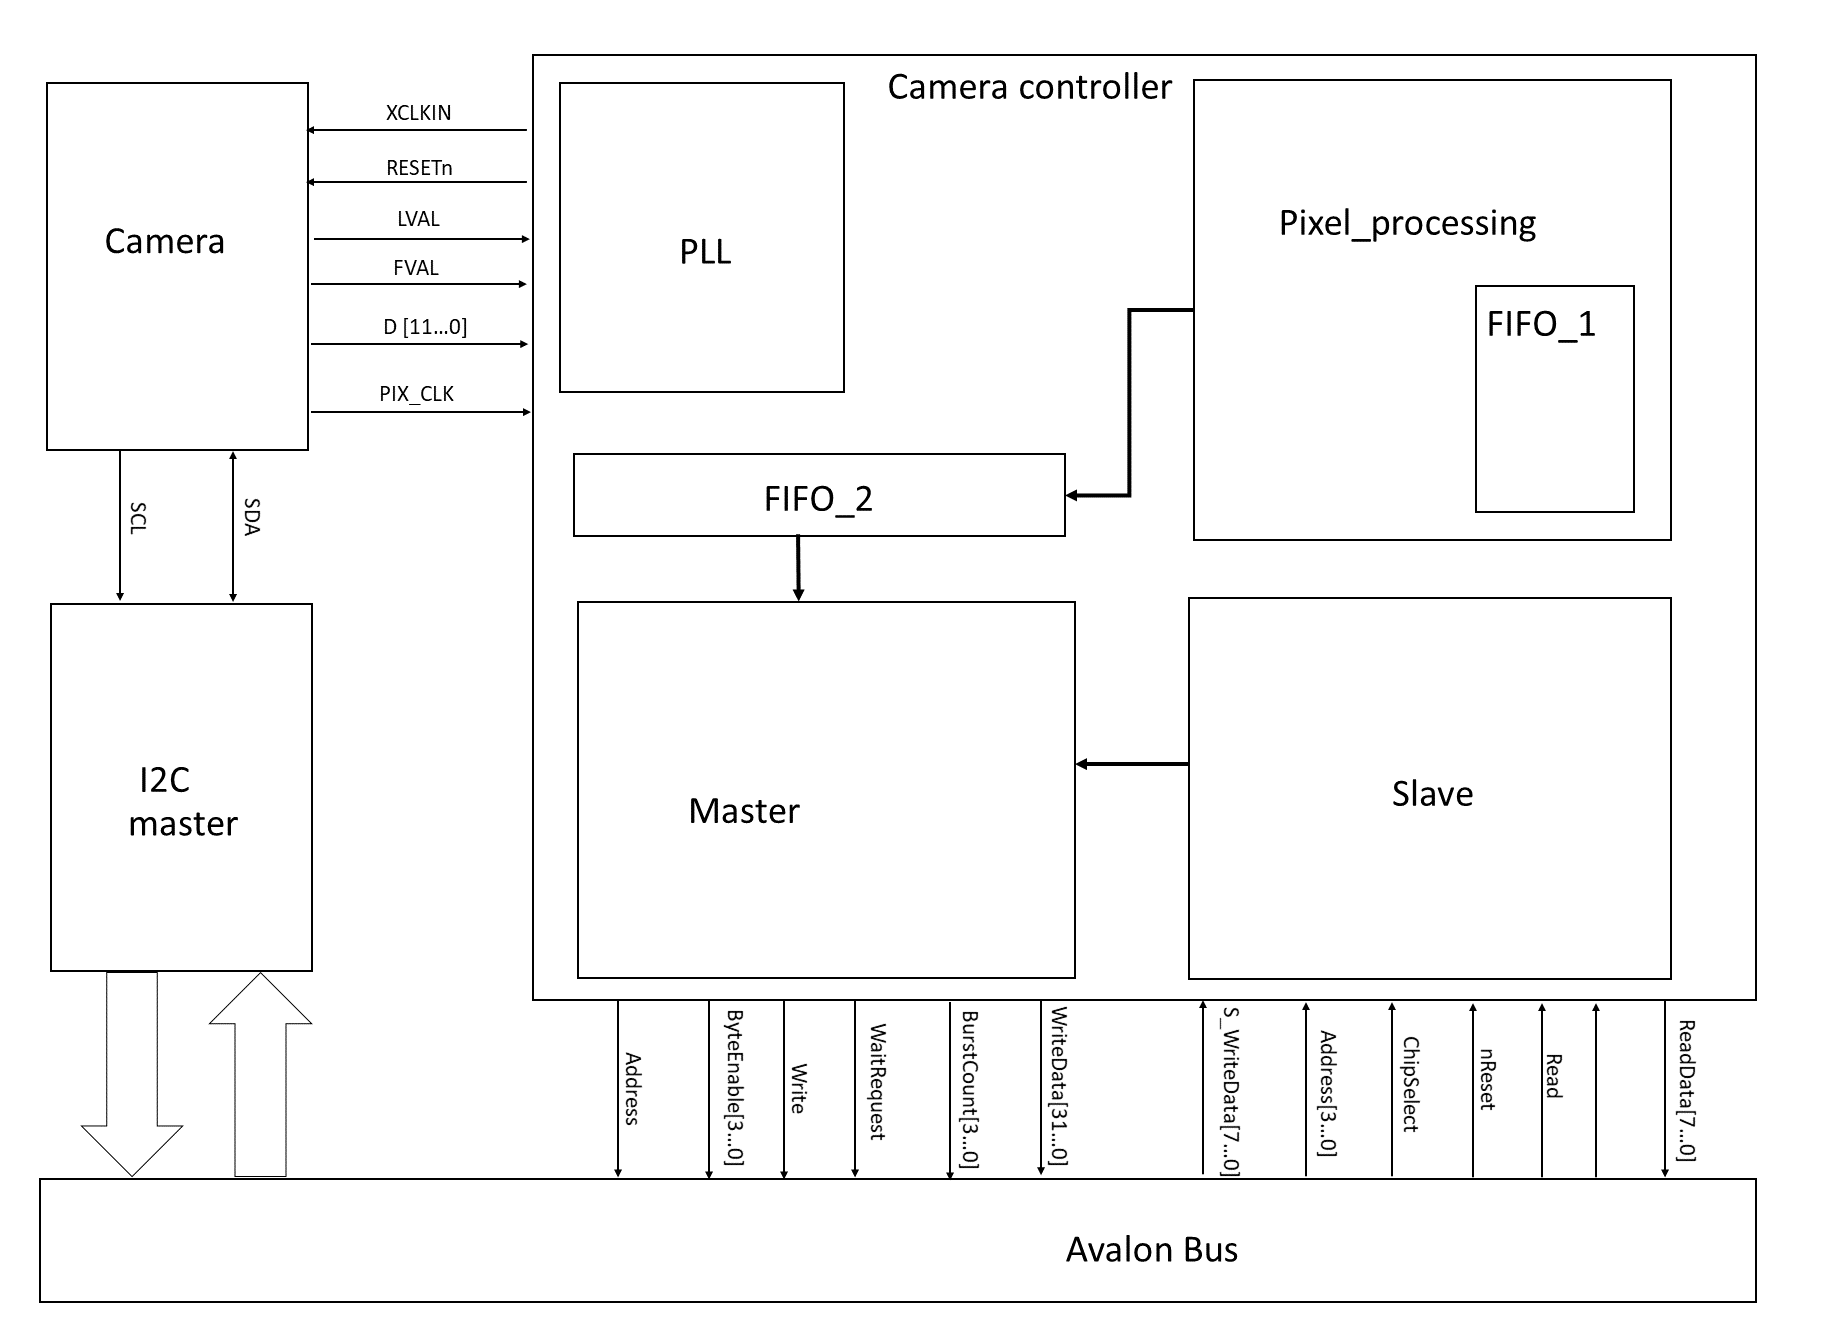 Camera controller
XCLKIN
RESETn
LVAL
FVAL
D [11...0]
PIX_CLK
Camera
PLL
Pixel_processing
FIFO_1
FIFO_2
SCL
SDA
I2C
master
Master
Slave
Address
ByteEnable[3...0]
Write
WaitRequest
BurstCount[3...0]
WriteData[31...0]
S_WriteData[7...0]
Address[3...0]
ChipSelect
nReset
Read
ReadData[7...0]
Avalon Bus